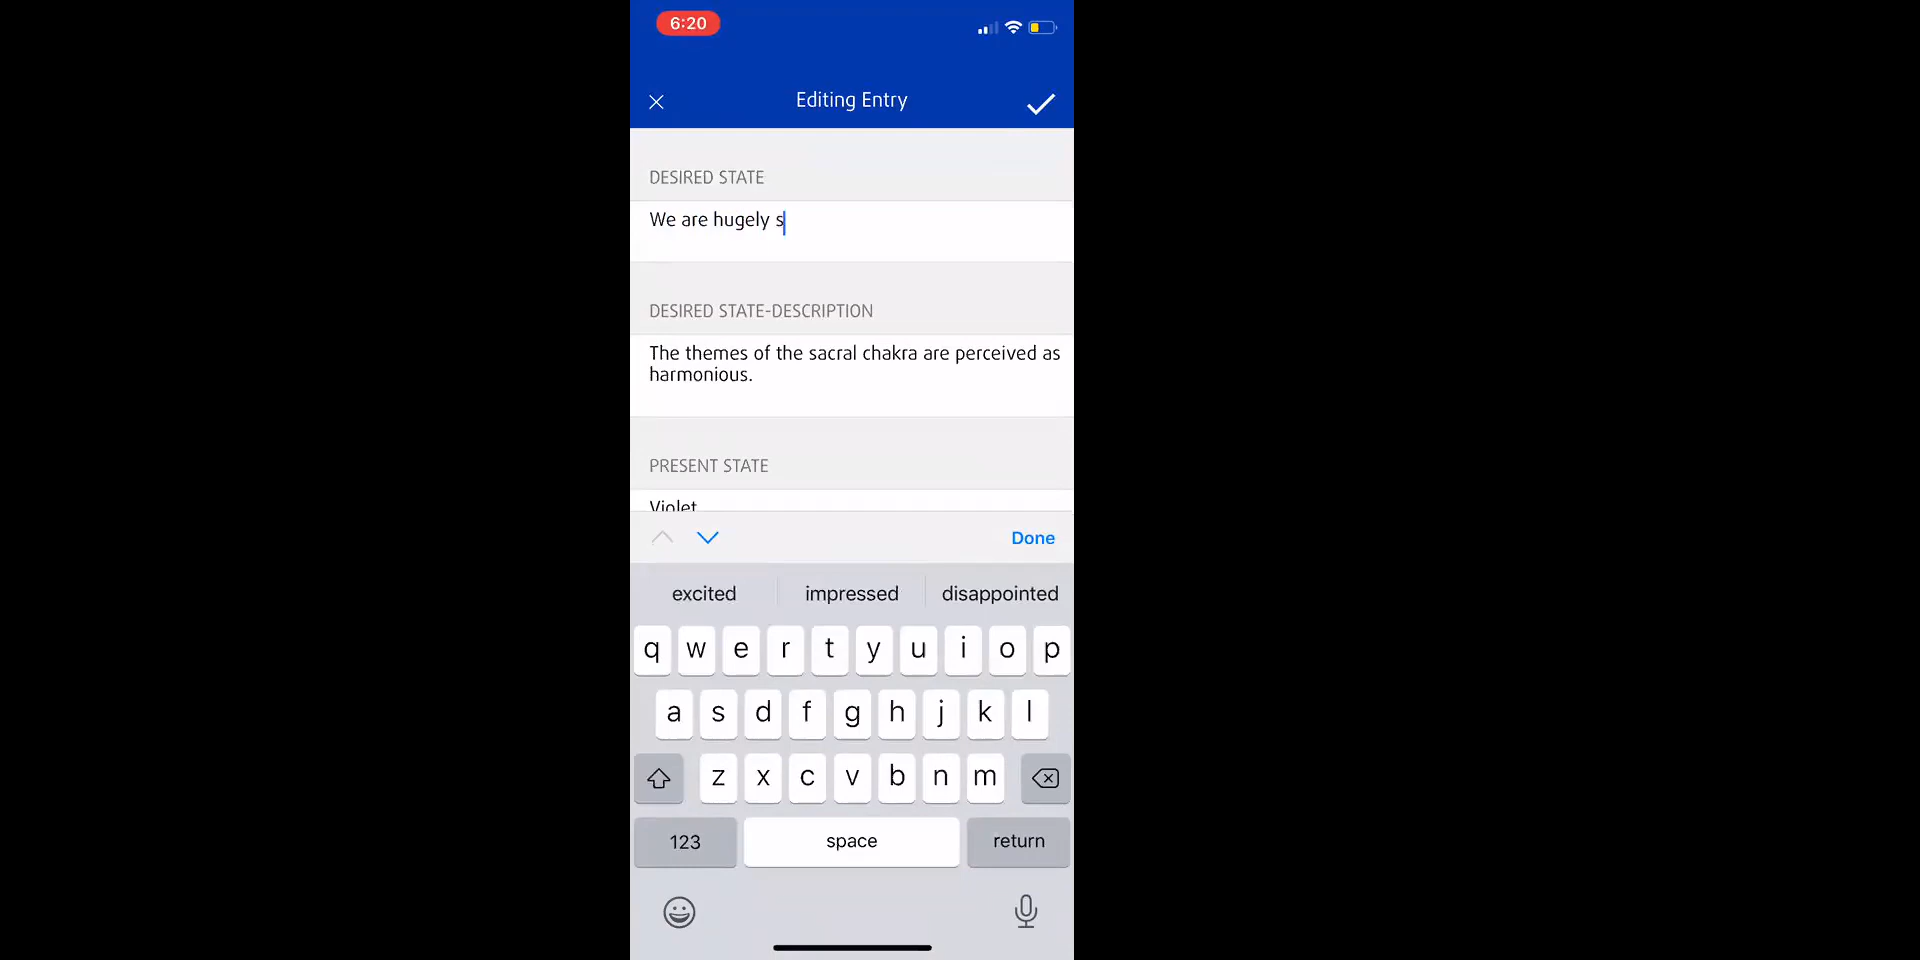 6:20
Editing Entry
DESIRED STATE
We are hugely s
DESIRED STATE-DESCRIPTION
The themes of the sacral chakra are perceived as
harmonious.
PRESENT STATE
Violet
Done
excited impressed disappointed
q w e r t y u i o p
a s d f g h j k l
z x c v b n m
123 space return